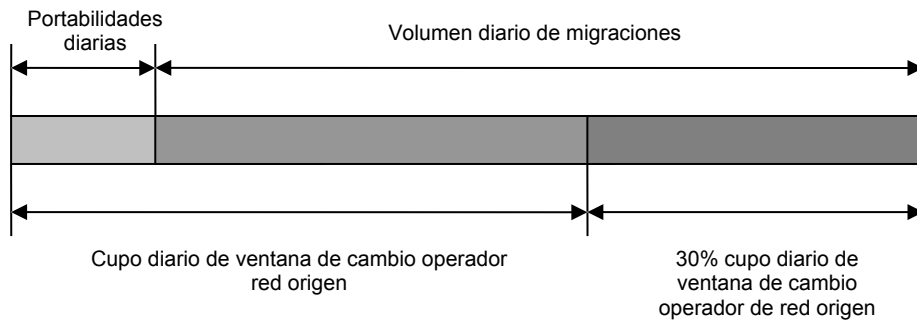 Portabilidades
diarias
Volumen diario de migraciones
Cupo diario de ventana de cambio operador
red origen
30% cupo diario de
ventana de cambio
operador de red origen